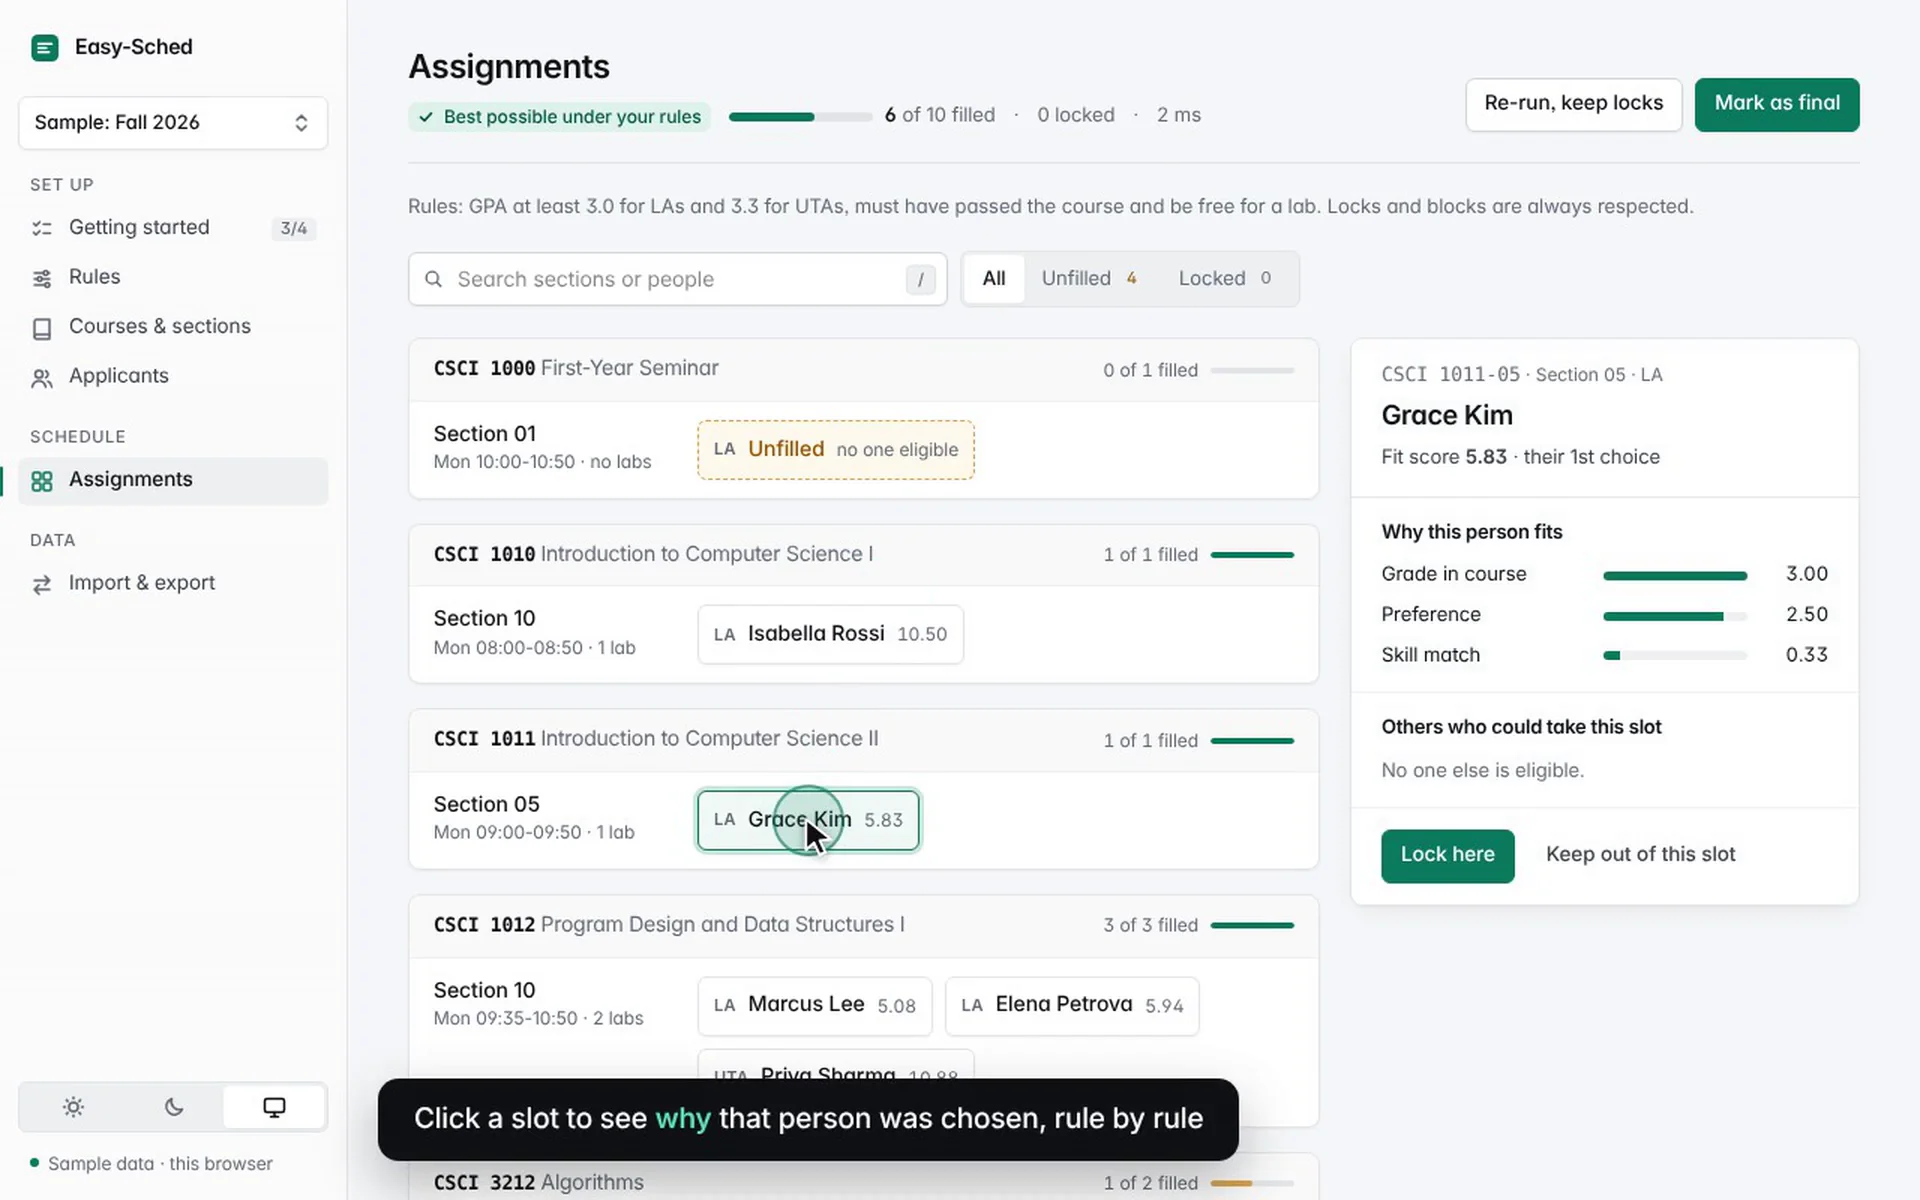 Easy-Sched
Sample: Fall 2026
SET UP
Getting started 3/4
Rules
Courses & sections
Applicants
SCHEDULE
Assignments
DATA
Import & export
Sample data · this browser
Assignments
Best possible under your rules
6 of 10 filled · 0 locked · 2 ms
Re-run, keep locks
Mark as final
Rules: GPA at least 3.0 for LAs and 3.3 for UTAs, must have passed the course and be free for a lab. Locks and blocks are always respected.
Search sections or people /
All Unfilled 4 Locked 0
CSCI 1000 First-Year Seminar 0 of 1 filled
Section 01
Mon 10:00-10:50 · no labs
LA Unfilled no one eligible
CSCI 1010 Introduction to Computer Science I 1 of 1 filled
Section 10
Mon 08:00-08:50 · 1 lab
LA Isabella Rossi 10.50
CSCI 1011 Introduction to Computer Science II 1 of 1 filled
Section 05
Mon 09:00-09:50 · 1 lab
LA Grace Kim 5.83
CSCI 1012 Program Design and Data Structures I 3 of 3 filled
Section 10
Mon 09:35-10:50 · 2 labs
LA Marcus Lee 5.08
LA Elena Petrova 5.94
UTA Priya Sharma 10.88
Click a slot to see why that person was chosen, rule by rule
CSCI 3212 Algorithms 1 of 2 filled
CSCI 1011-05 · Section 05 · LA
Grace Kim
Fit score 5.83 · their 1st choice
Why this person fits
Grade in course 3.00
Preference 2.50
Skill match 0.33
Others who could take this slot
No one else is eligible.
Lock here
Keep out of this slot